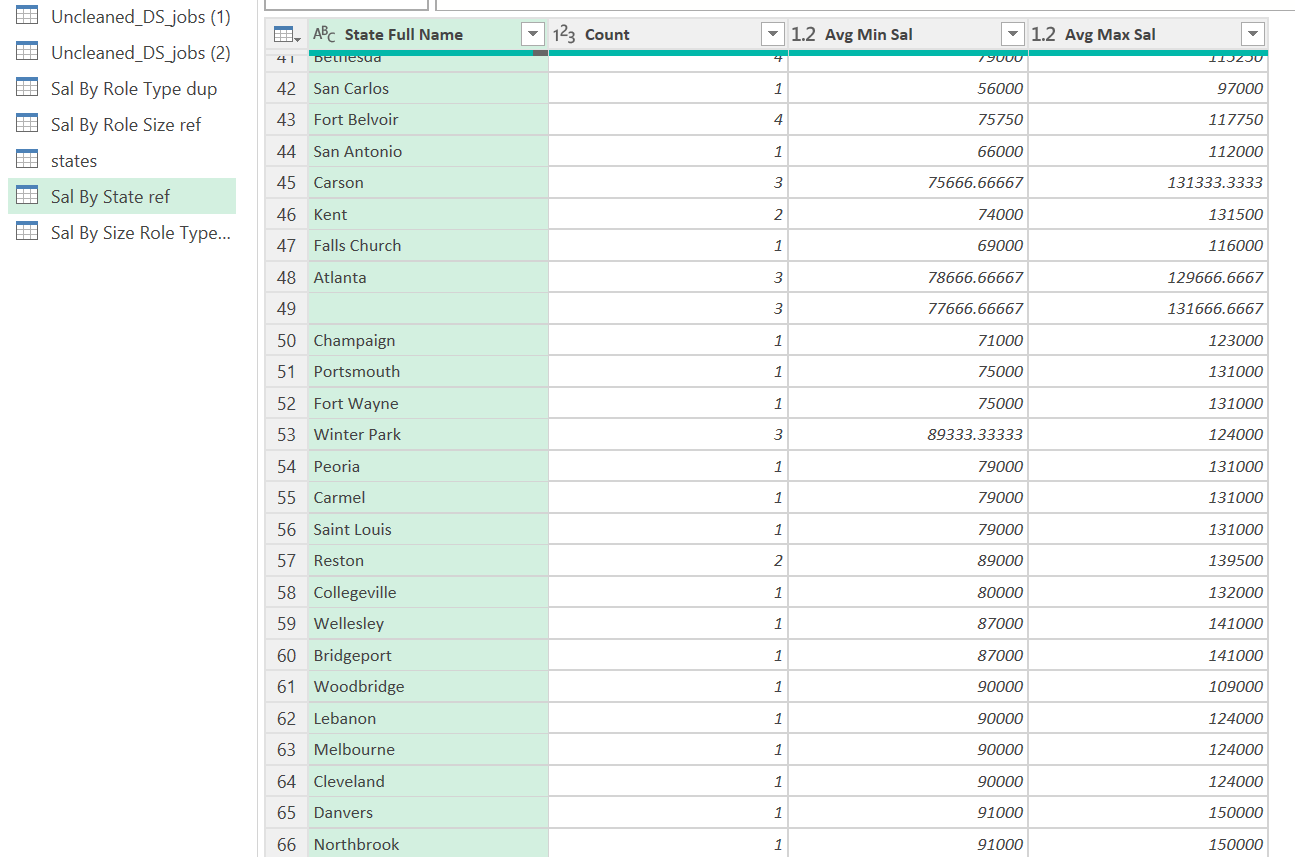 Uncleaned_DS_jobs (1)
Uncleaned_DS_jobs (2)
Sal By Role Type dup
Sal By Role Size ref
states
Sal By State ref
Sal By Size Role Type...
ABC State Full Name 123 Count 1.2 Avg Min Sal 1.2 Avg Max Sal
41 Bethesda 4 79000 115250
42 San Carlos 1 56000 97000
43 Fort Belvoir 4 75750 117750
44 San Antonio 1 66000 112000
45 Carson 3 75666.66667 131333.3333
46 Kent 2 74000 131500
47 Falls Church 1 69000 116000
48 Atlanta 3 78666.66667 129666.6667
49 3 77666.66667 131666.6667
50 Champaign 1 71000 123000
51 Portsmouth 1 75000 131000
52 Fort Wayne 1 75000 131000
53 Winter Park 3 89333.33333 124000
54 Peoria 1 79000 131000
55 Carmel 1 79000 131000
56 Saint Louis 1 79000 131000
57 Reston 2 89000 139500
58 Collegeville 1 80000 132000
59 Wellesley 1 87000 141000
60 Bridgeport 1 87000 141000
61 Woodbridge 1 90000 109000
62 Lebanon 1 90000 124000
63 Melbourne 1 90000 124000
64 Cleveland 1 90000 124000
65 Danvers 1 91000 150000
66 Northbrook 1 91000 150000